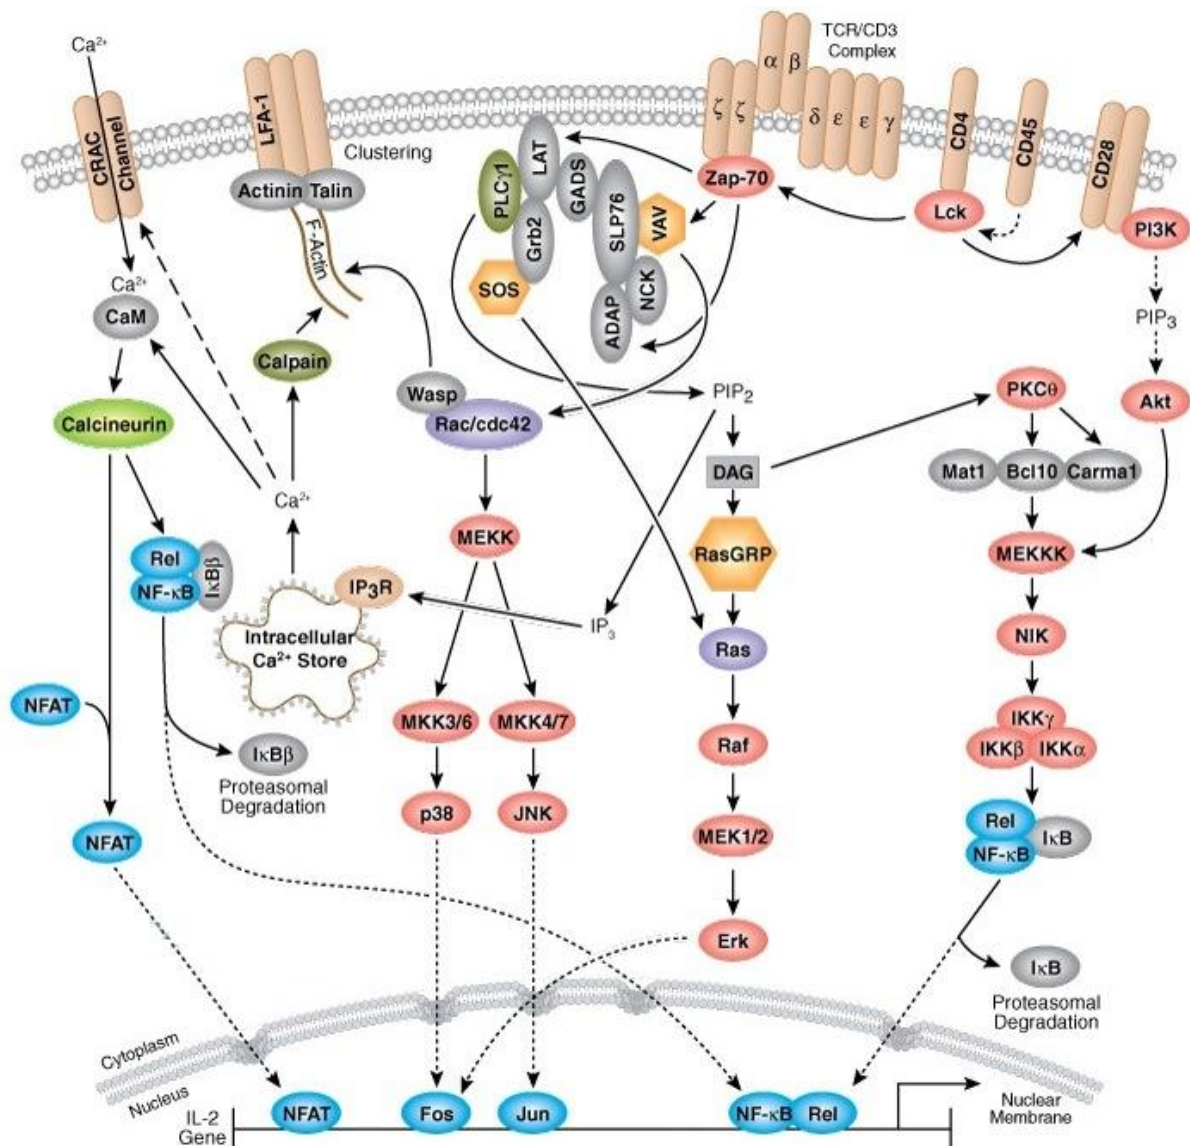 TCR/CD3
Complex
Ca²⁺
CRAC
Channel
LFA-1
Clustering
Actinin
Talin
F-Actin
α
β
ζ
ζ
δ
ε
ε
γ
CD4
CD45
CD28
LAT
PLCγ1
GADS
Grb2
SLP76
VAV
Zap-70
Lck
PI3K
SOS
NCK
ADAP
Ca²⁺
CaM
Calpain
PIP₃
Calcineurin
Wasp
Rac/cdc42
PIP₂
PKCθ
Akt
DAG
Mat1
Bcl10
Carma1
Ca²⁺
MEKK
RasGRP
MEKKK
Rel
NF-κB
IκBβ
IP₃R
IP₃
Intracellular
Ca²⁺ Store
Ras
NIK
NFAT
MKK3/6
MKK4/7
Raf
IKKγ
IKKβ
IKKα
IκBβ
Proteasomal
Degradation
p38
JNK
NFAT
MEK1/2
Rel
NF-κB
IκB
Erk
IκB
Proteasomal
Degradation
Cytoplasm
Nucleus
IL-2
Gene
NFAT
Fos
Jun
NF-κB
Rel
Nuclear
Membrane